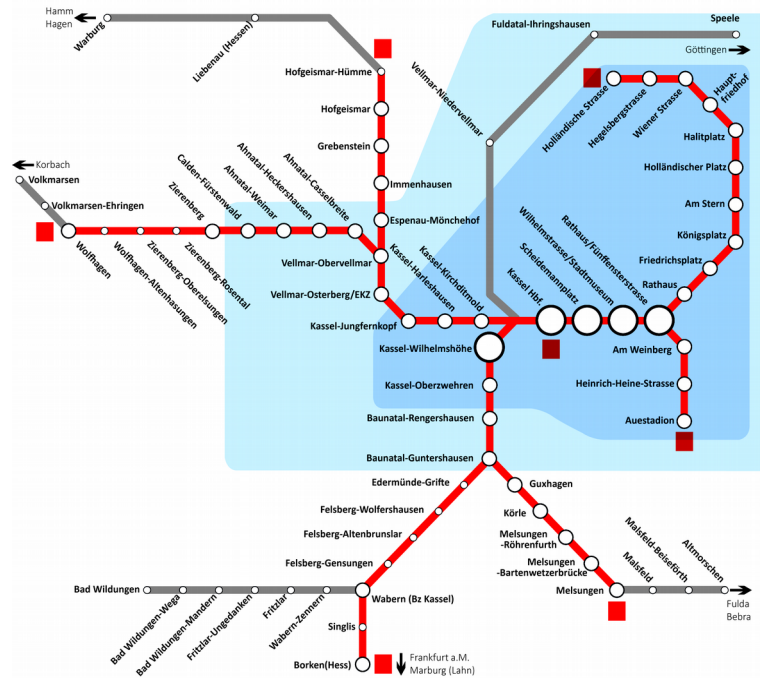 Hamm
Hagen
Warburg
Liebenau (Hessen)
Hofgeismar-Hümme
Hofgeismar
Grebenstein
Immenhausen
Espenau-Mönchehof
Vellmar-Obervellmar
Vellmar-Osterberg/EKZ
Kassel-Jungfernkopf
Kassel-Harleshausen
Kassel-Kirchditmold
Korbach
Volkmarsen
Volkmarsen-Ehringen
Wolfhagen
Wolfhagen-Altenhasungen
Zierenberg-Oberelsungen
Zierenberg-Rosental
Zierenberg
Calden-Fürstenwald
Ahnatal-Weimar
Ahnatal-Heckershausen
Ahnatal-Casselbreite
Speele
Göttingen
Fuldatal-Ihringshausen
Vellmar-Niedervellmar
Holländische Strasse
Hegelsbergstrasse
Wiener Strasse
Haupt-
friedhof
Halitplatz
Holländischer Platz
Am Stern
Königsplatz
Friedrichsplatz
Rathaus
Rathaus/Fünffensterstrasse
Wilhelmstrasse/Stadtmuseum
Scheidemannplatz
Kassel Hbf.
Am Weinberg
Heinrich-Heine-Strasse
Auestadion
Kassel-Wilhelmshöhe
Kassel-Oberzwehren
Baunatal-Rengershausen
Baunatal-Guntershausen
Edermünde-Grifte
Felsberg-Wolfershausen
Felsberg-Altenbrunslar
Felsberg-Gensungen
Wabern (Bz Kassel)
Singlis
Borken(Hess)
Frankfurt a.M.
Marburg (Lahn)
Bad Wildungen
Bad Wildungen-Wega
Bad Wildungen-Mandern
Fritzlar-Ungedanken
Fritzlar
Wabern-Zennern
Guxhagen
Körle
Melsungen
-Röhrenfurth
Melsungen
-Bartenwetzerbrücke
Melsungen
Malsfeld
Malsfeld-Beiseförth
Altmorschen
Fulda
Bebra